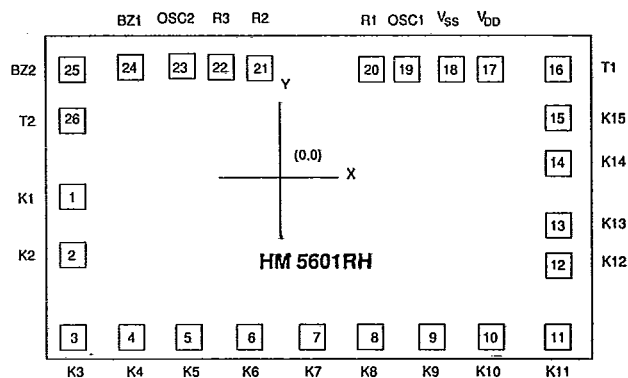 BZ1 OSC2 R3 R2 R1 OSC1 VSS VDD
BZ2 25 24 23 22 21 20 19 18 17 16 T1
Y
T2 26 15 K15
(0,0)
14 K14
X
K1 1
13 K13
K2 2
HM 5601RH
12 K12
3 4 5 6 7 8 9 10 11
K3 K4 K5 K6 K7 K8 K9 K10 K11